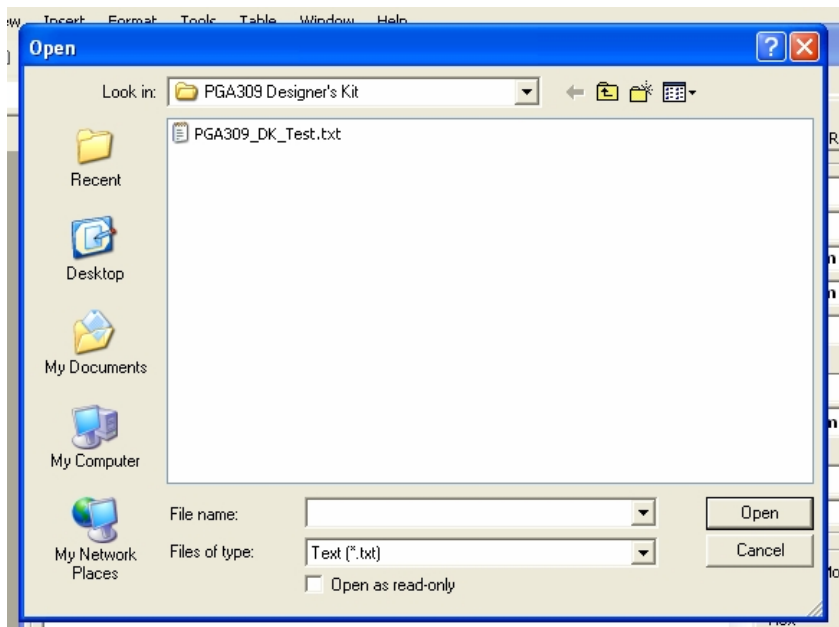 Insert Format Tools Table Window Help
Open
Look in: PGA309 Designer's Kit
PGA309_DK_Test.txt
Recent
Desktop
My Documents
My Computer
My Network
Places
File name:
Open
Files of type: Text (*.txt)
Cancel
Open as read-only